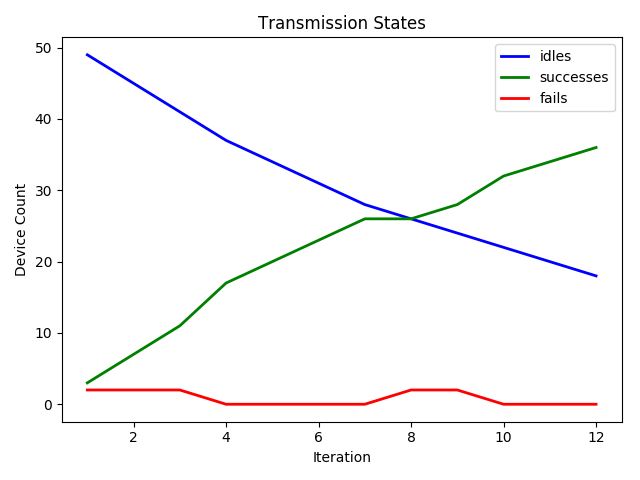 Transmission States
50
40
30
20
10
0
Device Count
idles
successes
fails
2 4 6 8 10 12
Iteration